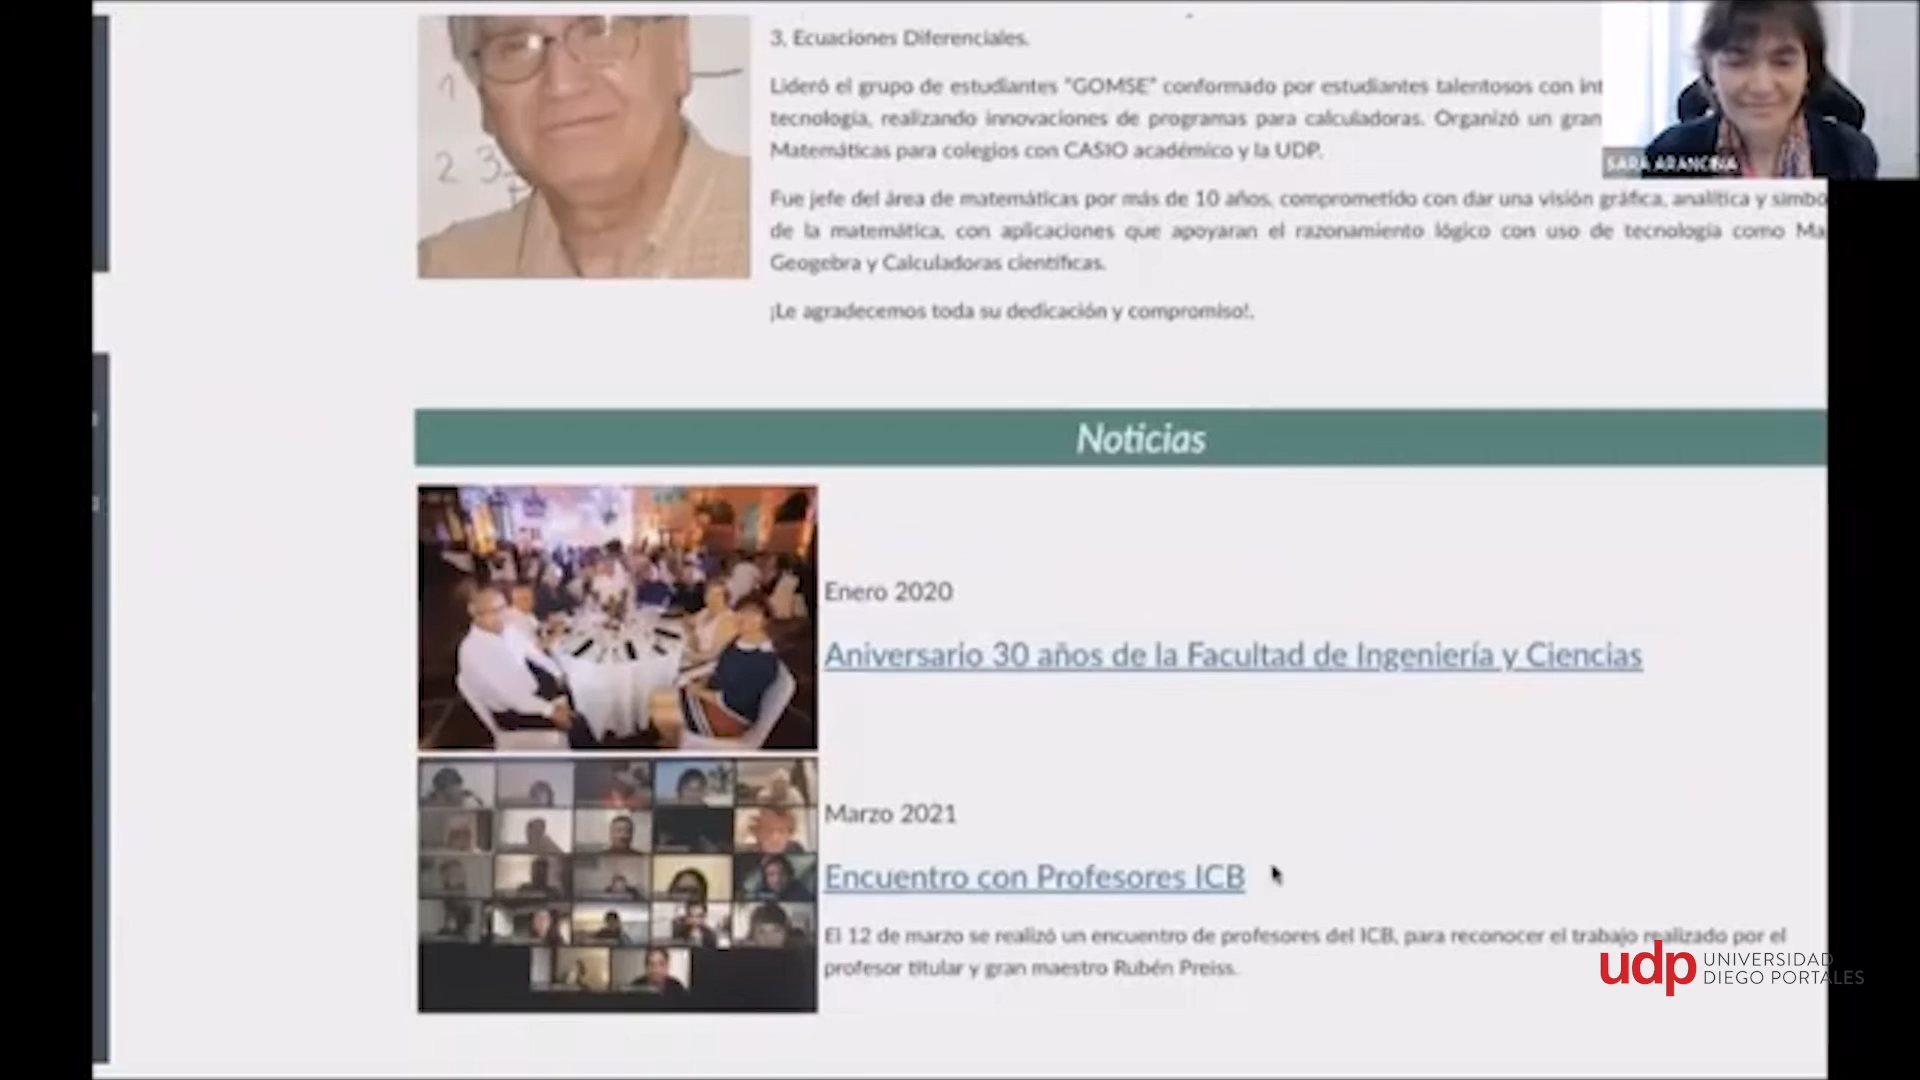 3. Ecuaciones Diferenciales.
Lideró el grupo de estudiantes "GOMSE" conformado por estudiantes talentosos con int
tecnología, realizando innovaciones de programas para calculadoras. Organizó un gran
Matemáticas para colegios con CASIO académico y la UDP.
Fue jefe del área de matemáticas por más de 10 años, comprometido con dar una visión gráfica, analítica y simbo
de la matemática, con aplicaciones que apoyaran el razonamiento lógico con uso de tecnología como Ma
Geogebra y Calculadoras científicas.
¡Le agradecemos toda su dedicación y compromiso!.
SARA ARANCIBIA
Noticias
Enero 2020
Aniversario 30 años de la Facultad de Ingeniería y Ciencias
Marzo 2021
Encuentro con Profesores ICB
El 12 de marzo se realizó un encuentro de profesores del ICB, para reconocer el trabajo realizado por el
profesor titular y gran maestro Rubén Preiss.
udp UNIVERSIDAD
DIEGO PORTALES
1
2 3